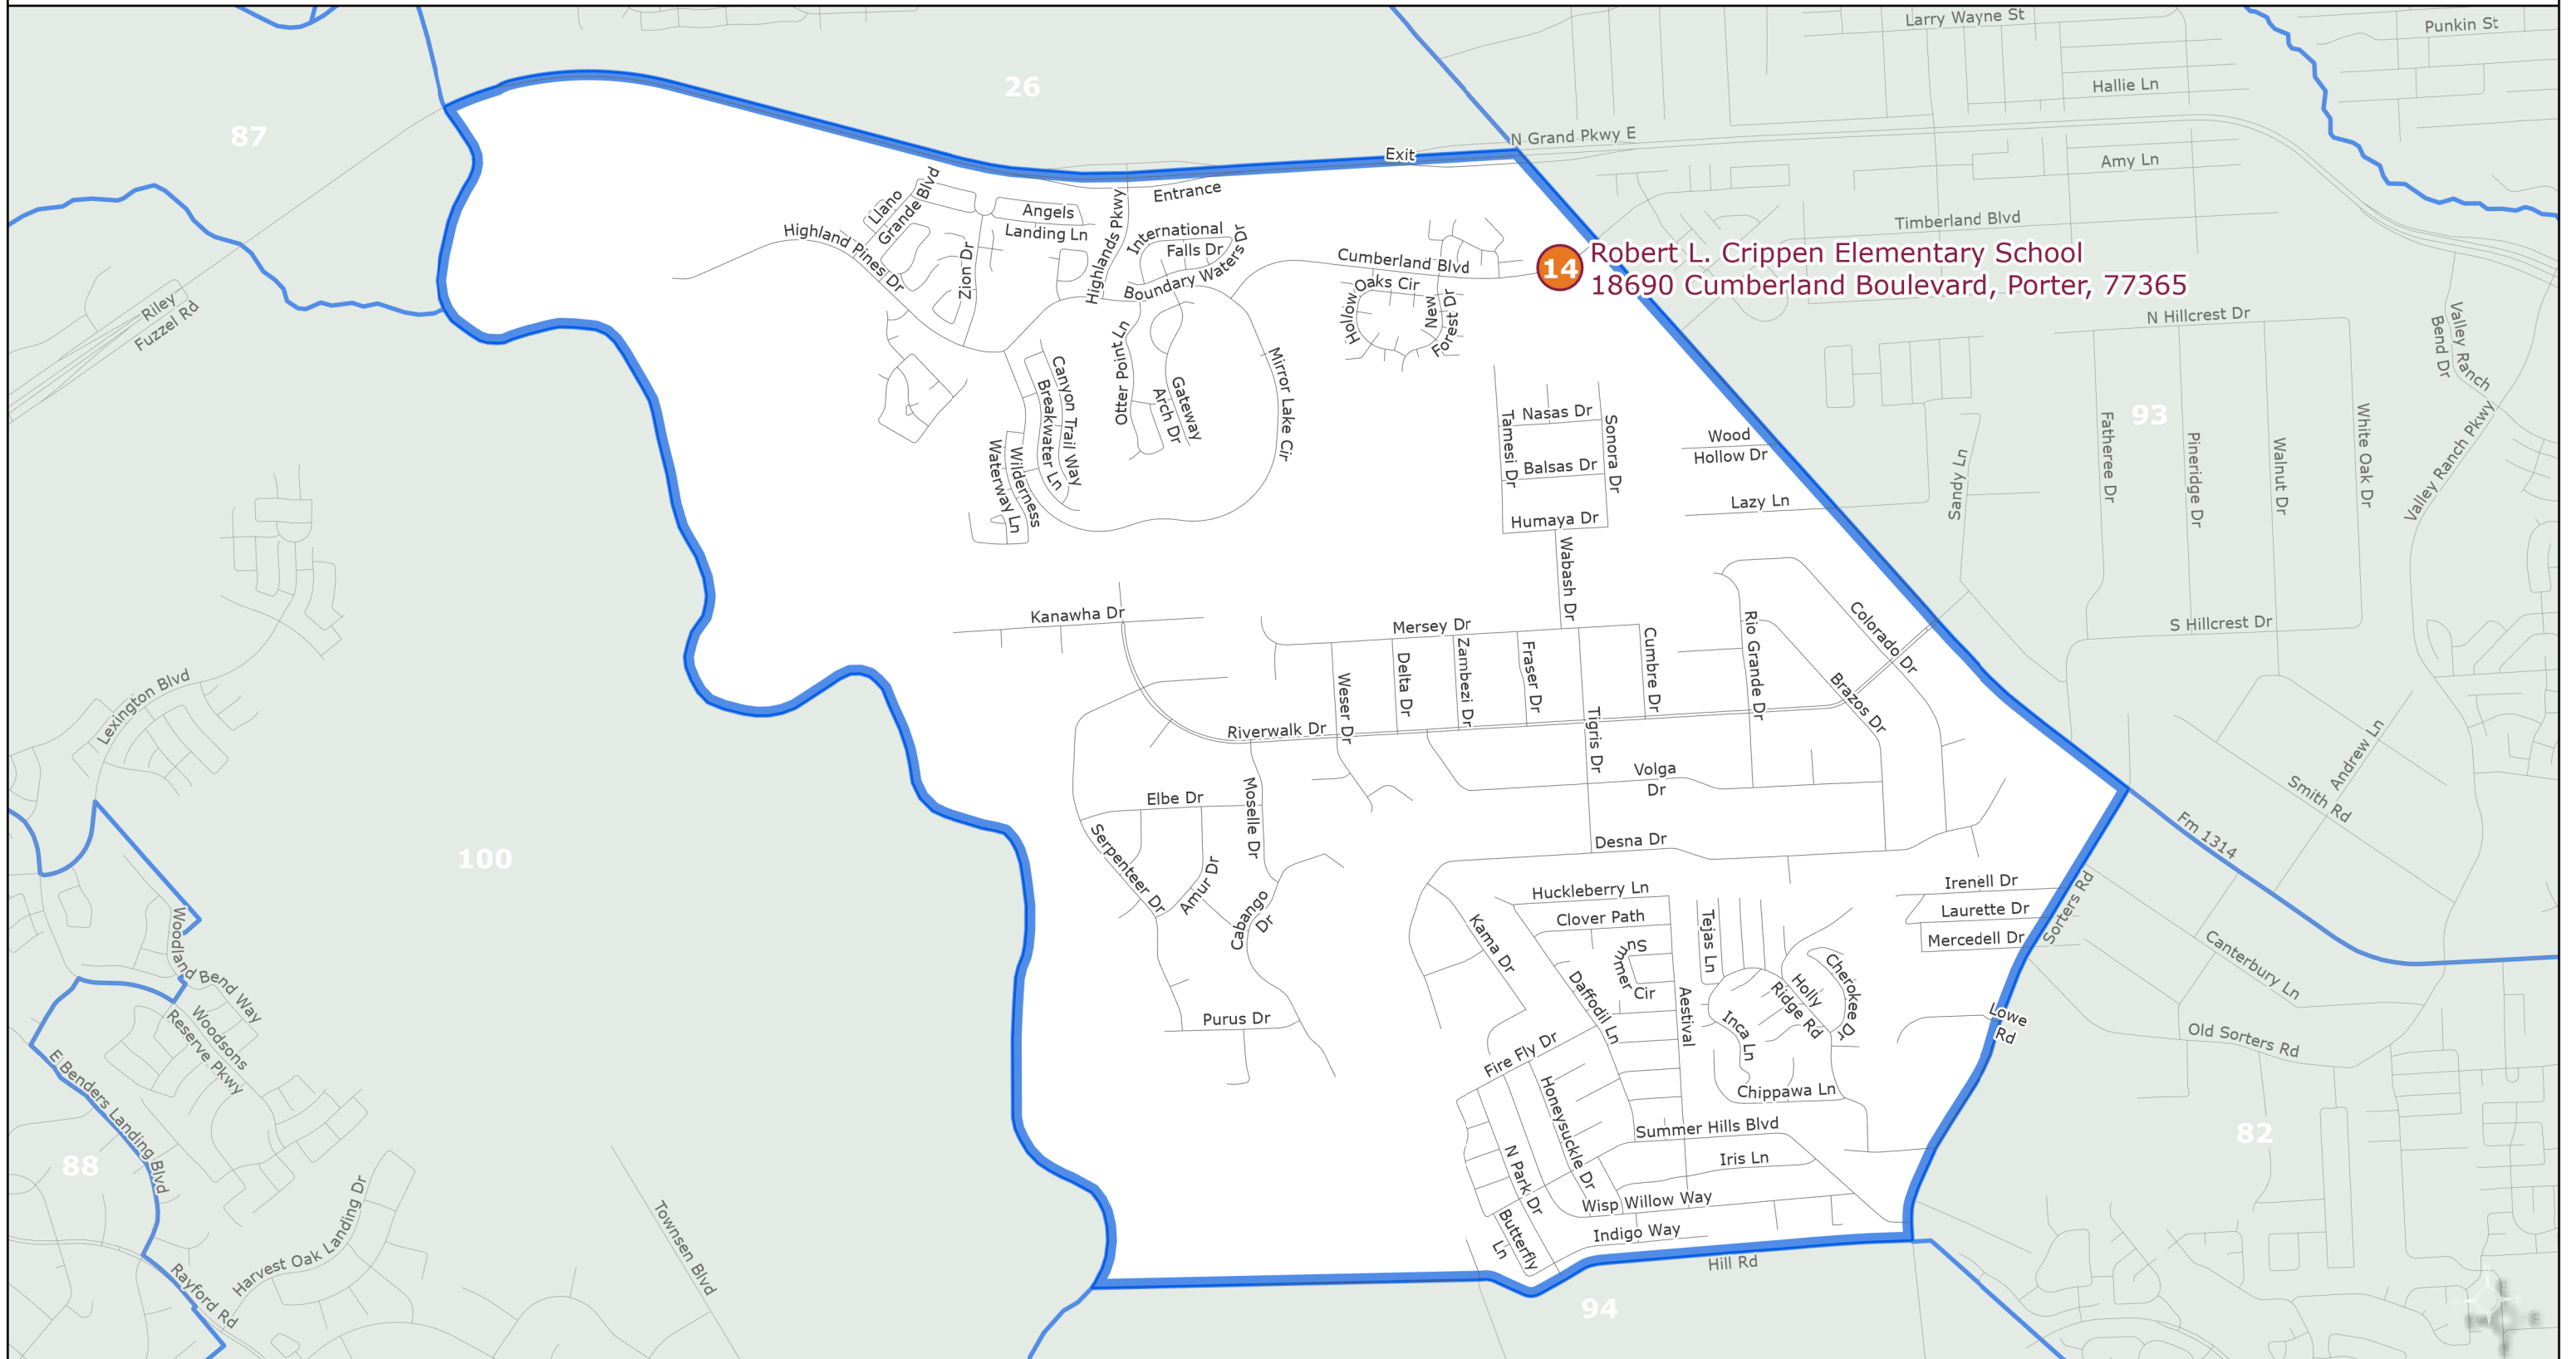 Larry Wayne St
Punkin St
26
Hallie Ln
87
N Grand Pkwy E
Exit
Amy Ln
Entrance
Llano
Grande Blvd
Angels
Landing Ln
Highlands Pkwy
International
Falls Dr
Boundary Waters Dr
Timberland Blvd
Highland Pines Dr
Zion Dr
Cumberland Blvd
14
Robert L. Crippen Elementary School
18690 Cumberland Boulevard, Porter, 77365
Hollow
Oaks Cir
New
Forest Dr
Riley
Fuzzel Rd
N Hillcrest Dr
Valley Ranch
Bend Dr
Otter Point Ln
Gateway
Arch Dr
Mirror Lake Cir
Canyon Trail Way
Breakwater Ln
Wilderness
Waterway Ln
Tamesi Dr
Nasas Dr
Sonora Dr
Balsas Dr
Humaya Dr
Wood
Hollow Dr
Lazy Ln
93
Fatheree Dr
Pineridge Dr
Walnut Dr
White Oak Dr
Valley Ranch Pkwy
Sanpy Ln
Wabash Dr
Kanawha Dr
Mersey Dr
Colorado Dr
S Hillcrest Dr
Weser Dr
Delta Dr
Zambezi Dr
Fraser Dr
Cumbre Dr
Rio Grande Dr
Brazos Dr
Lexington Blvd
Riverwalk Dr
Tigris Dr
Volga
Dr
Andrew Ln
Smith Rd
Elbe Dr
Moselle Dr
Fm 1314
Serpenteer Dr
Amur Dr
Cabango
Dr
Desna Dr
100
Huckleberry Ln
Clover Path
Summer
Cir
Kama Dr
Daffodil Ln
Aestival
Tejas Ln
Irenell Dr
Laurette Dr
Mercedell Dr
Sorters Rd
Cherokee Dr
Holly
Ridge Rd
Inca Ln
Canterbury Ln
Woodland Bend Way
Woodsons
Reserve Pkwy
Purus Dr
Lowe
Rd
Old Sorters Rd
Fire Fly Dr
Honeysuckle Dr
Chippawa Ln
E Benders Landing Blvd
Summer Hills Blvd
82
88
N Park Dr
Iris Ln
Wisp Willow Way
Harvest Oak Landing Dr
Townsen Blvd
Butterfly
Ln
Indigo Way
Hill Rd
Rayford Rd
94